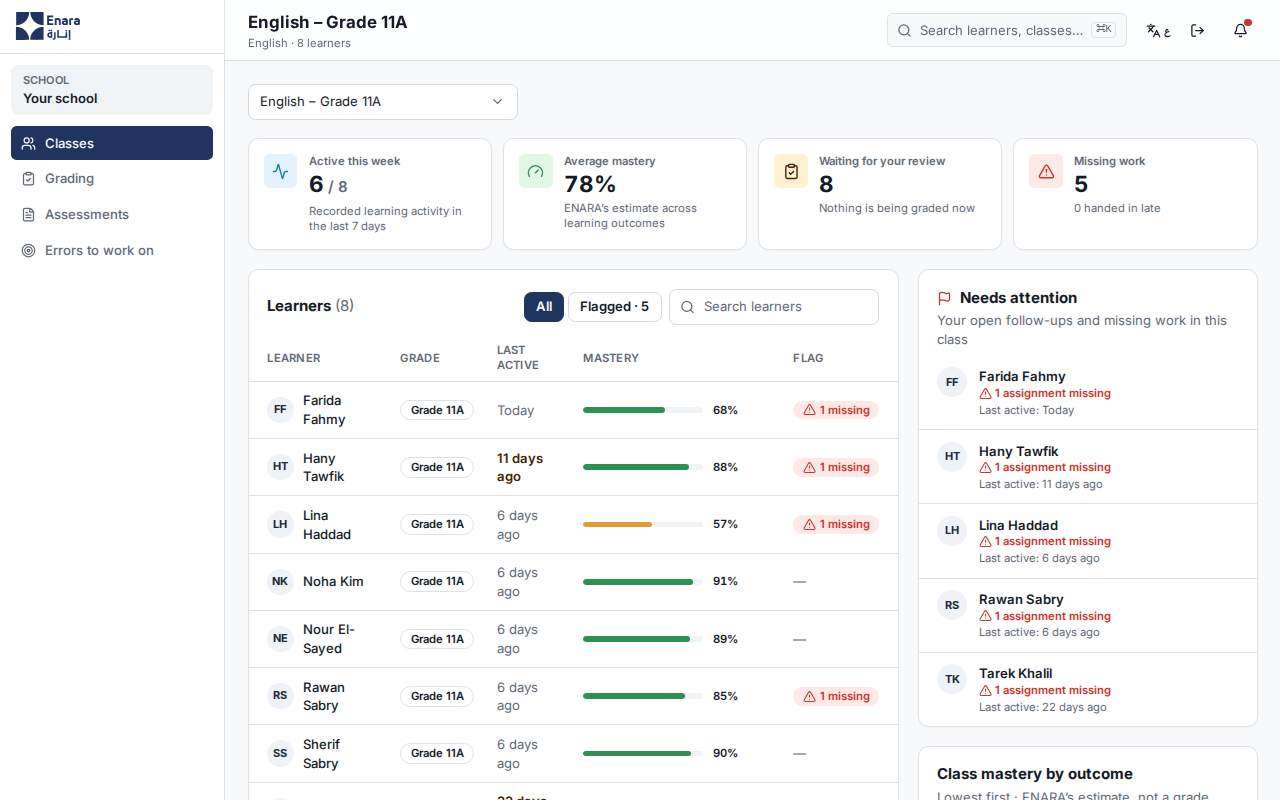 Enara
إنارة
SCHOOL
Your school
Classes
Grading
Assessments
Errors to work on
English – Grade 11A
English · 8 learners
Search learners, classes... ⌘K
English – Grade 11A
Active this week
6 / 8
Recorded learning activity in
the last 7 days
Average mastery
78%
ENARA's estimate across
learning outcomes
Waiting for your review
8
Nothing is being graded now
Missing work
5
0 handed in late
Learners (8)
All
Flagged · 5
Search learners
LEARNER GRADE LAST ACTIVE MASTERY FLAG
FF Farida Fahmy Grade 11A Today 68% 1 missing
HT Hany Tawfik Grade 11A 11 days ago 88% 1 missing
LH Lina Haddad Grade 11A 6 days ago 57% 1 missing
NK Noha Kim Grade 11A 6 days ago 91% —
NE Nour El-Sayed Grade 11A 6 days ago 89% —
RS Rawan Sabry Grade 11A 6 days ago 85% 1 missing
SS Sherif Sabry Grade 11A 6 days ago 90% —
Needs attention
Your open follow-ups and missing work in this
class
FF Farida Fahmy
1 assignment missing
Last active: Today
HT Hany Tawfik
1 assignment missing
Last active: 11 days ago
LH Lina Haddad
1 assignment missing
Last active: 6 days ago
RS Rawan Sabry
1 assignment missing
Last active: 6 days ago
TK Tarek Khalil
1 assignment missing
Last active: 22 days ago
Class mastery by outcome
Lowest first · ENARA's estimate, not a grade